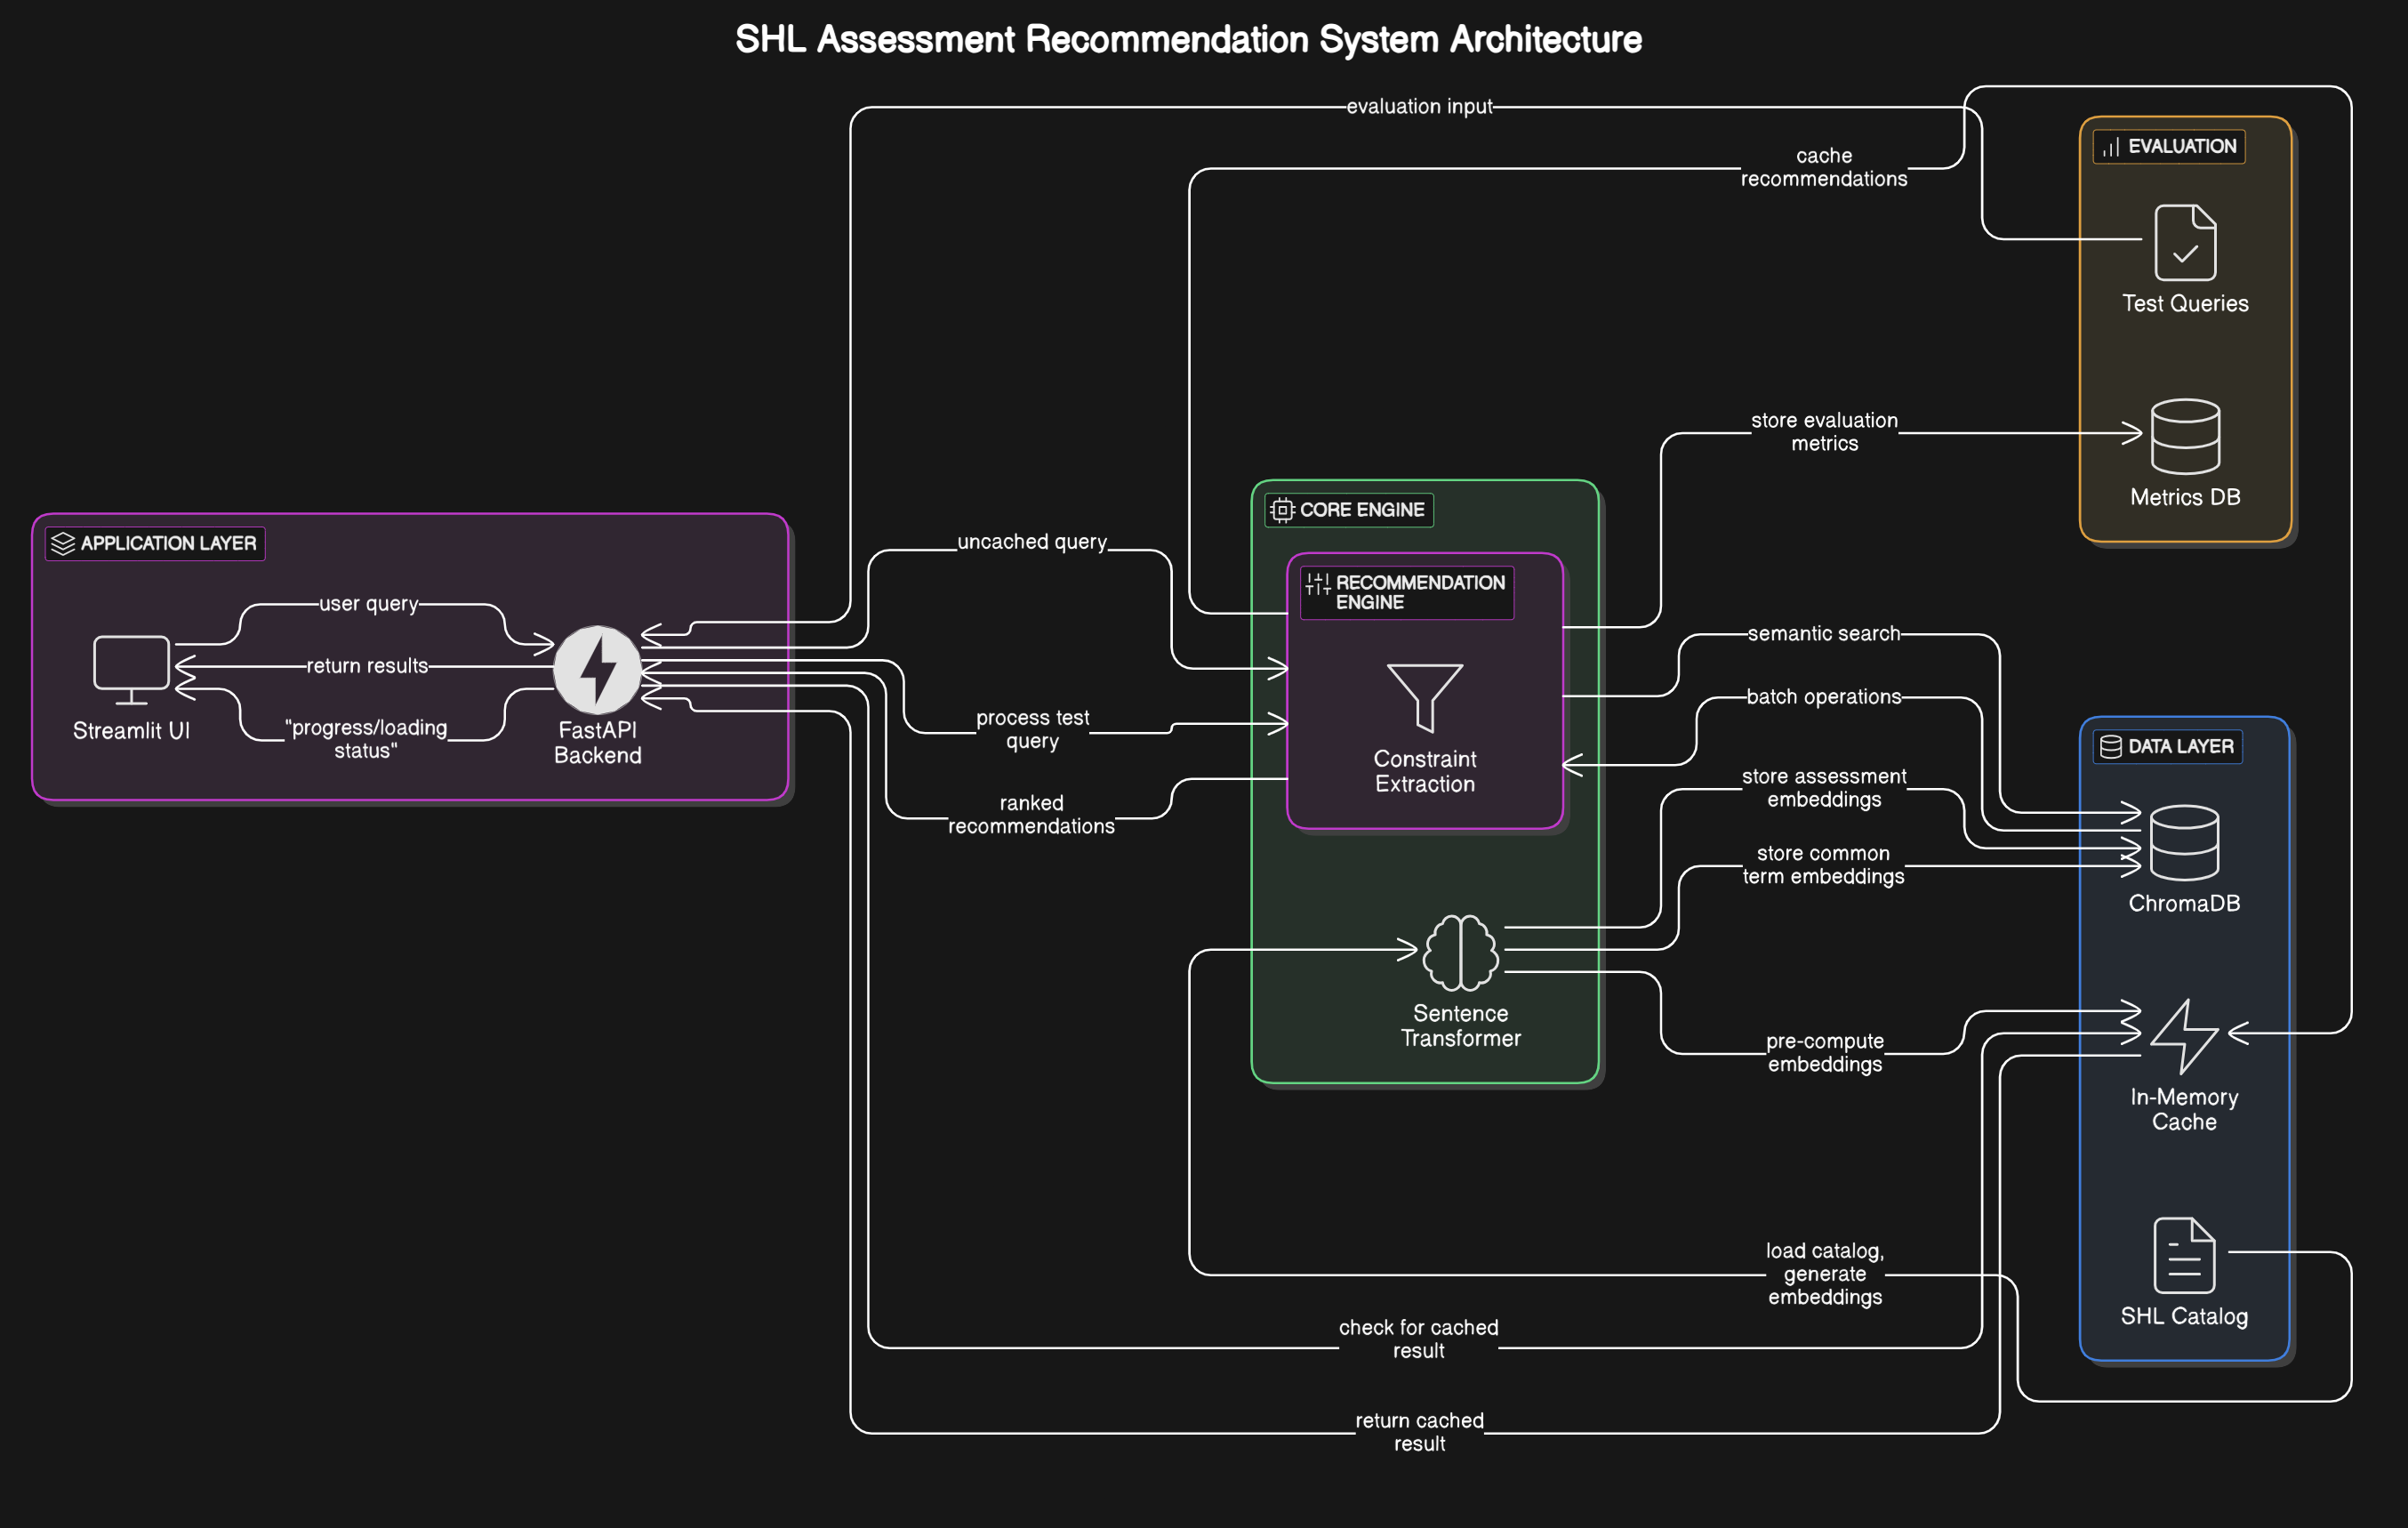 SHL Assessment Recommendation System Architecture
evaluation input
cache
recommendations
EVALUATION
Test Queries
store evaluation
metrics
Metrics DB
APPLICATION LAYER
user query
return results
"progress/loading
status"
Streamlit UI
FastAPI
Backend
uncached query
process test
query
ranked
recommendations
CORE ENGINE
RECOMMENDATION
ENGINE
Constraint
Extraction
Sentence
Transformer
semantic search
batch operations
store assessment
embeddings
store common
term embeddings
pre-compute
embeddings
DATA LAYER
ChromaDB
In-Memory
Cache
SHL Catalog
load catalog,
generate
embeddings
check for cached
result
return cached
result